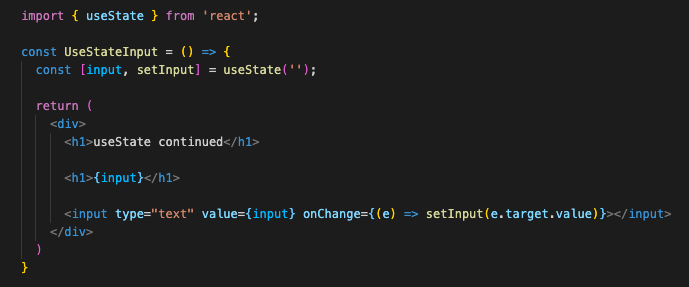 import { useState } from 'react';
const UseStateInput = () => {
const [input, setInput] = useState('');
return (
<div>
<h1>useState continued</h1>
<h1>{input}</h1>
<input type="text" value={input} onChange={(e) => setInput(e.target.value)}></input>
</div>
)
}